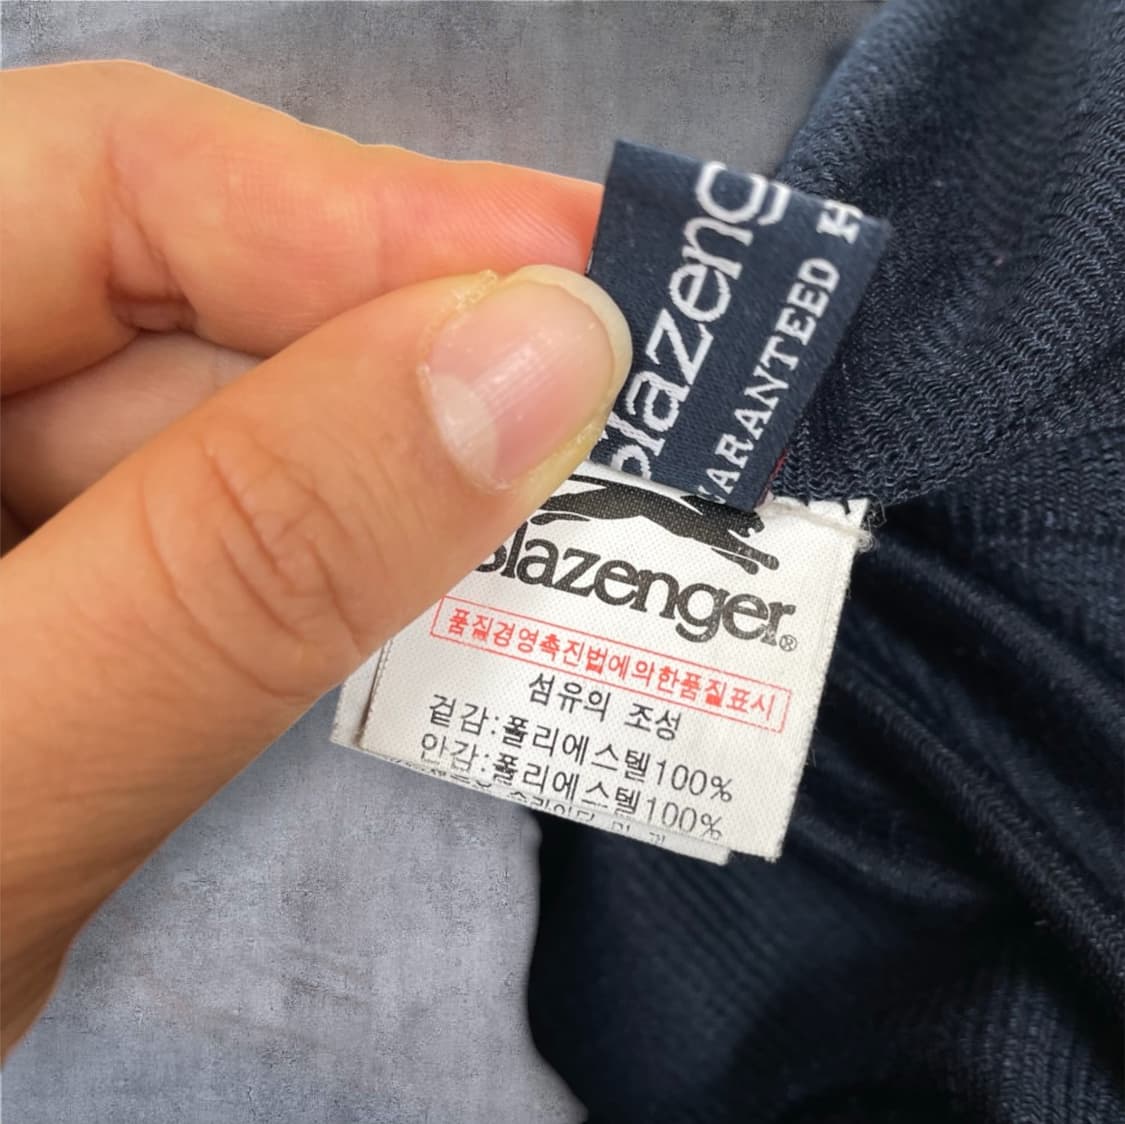 Slazeng
GUARANTEED H
Slazenger®
품질경영촉진법에의한품질표시
섬유의 조성
겉감:폴리에스텔100%
안감:폴리에스텔100%